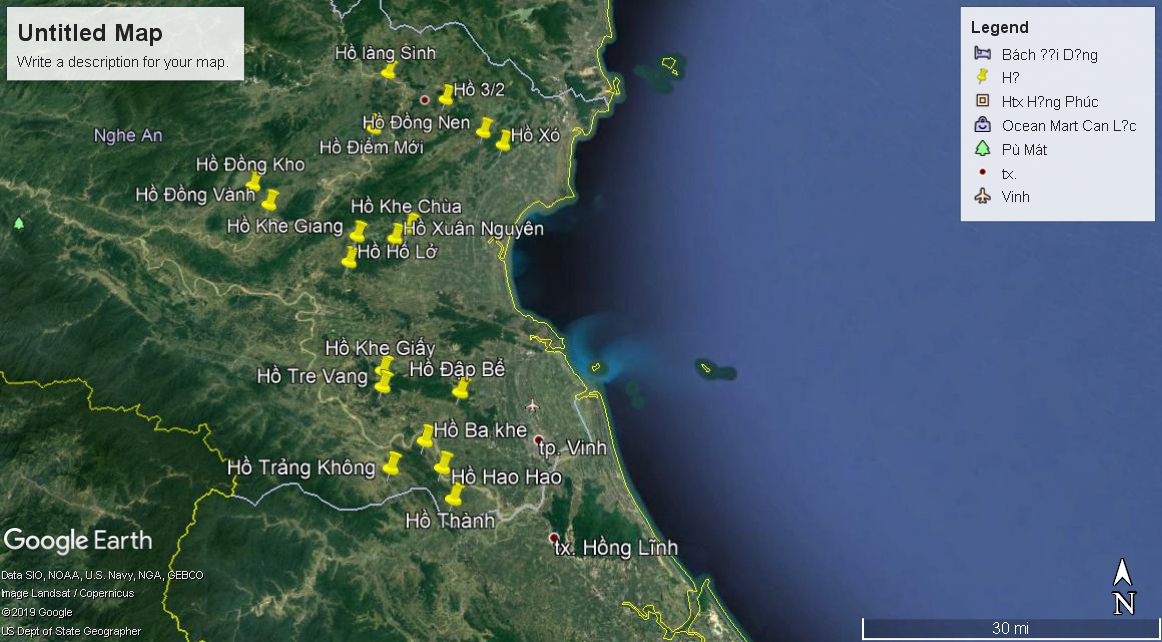 Untitled Map
Write a description for your map.
Legend
Bách ??i D?ng
H?
Htx H?ng Phúc
Ocean Mart Can L?c
Pù Mát
tx.
Vinh
Hồ làng Sình
Hồ 3/2
Hồ Đồng Nen
Hồ Xó
Nghe An
Hồ Điểm Mới
Hồ Đồng Kho
Hồ Đồng Vành
Hồ Khe Chùa
Hồ Khe Giang
Hồ Xuân Nguyên
Hồ Hố Lở
Hồ Khe Giấy
Hồ Đập Bể
Hồ Tre Vang
Hồ Ba khe
tp. Vinh
Hồ Trảng Không
Hồ Hao Hao
Hồ Thành
tx. Hồng Lĩnh
Google Earth
Data SIO, NOAA, U.S. Navy, NGA, GEBCO
Image Landsat / Copernicus
©2019 Google
US Dept of State Geographer
N
30 mi